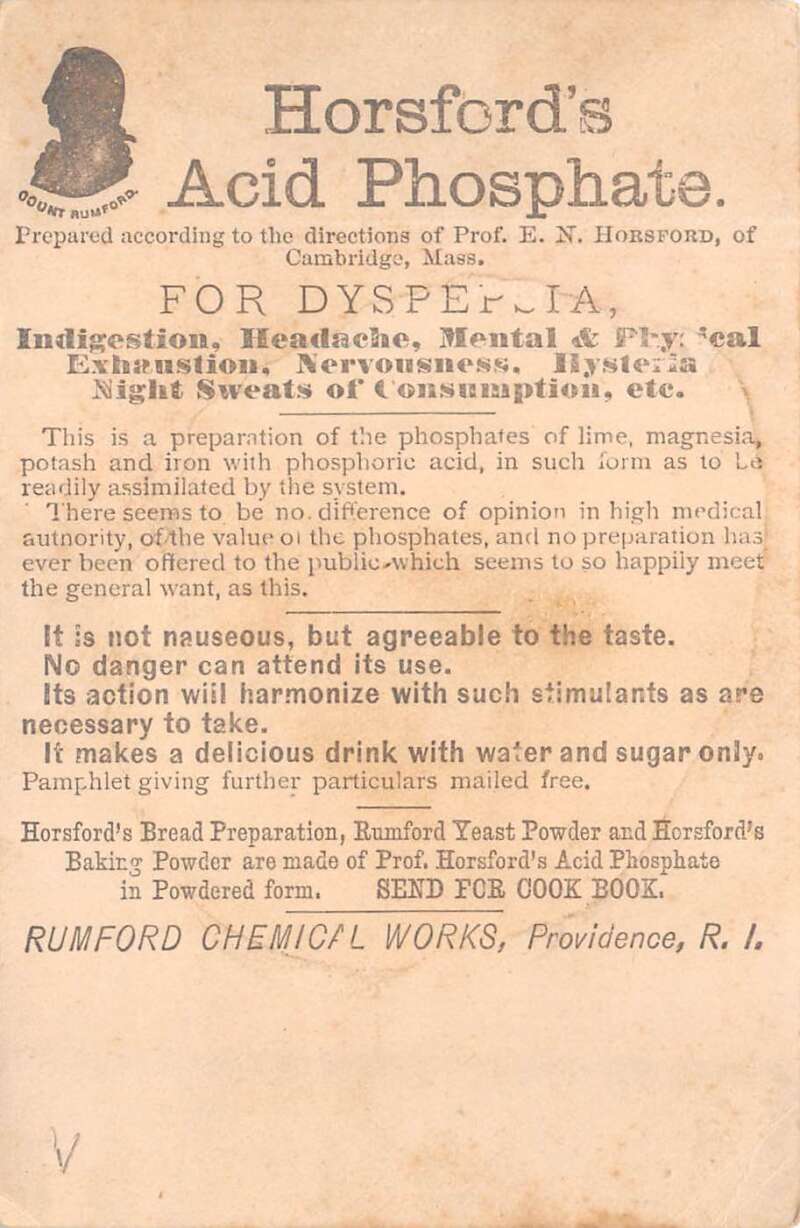 COUNT RUMFORD.
Horsford's
Acid Phosphate.
Prepared according to the directions of Prof. E. N. HORSFORD, of
Cambridge, Mass.
FOR DYSPEPSIA,
Indigestion, Headache, Mental & Physical
Exhaustion, Nervousness, Hysteria
Night Sweats of Consumption, etc.
This is a preparation of the phosphates of lime, magnesia,
potash and iron with phosphoric acid, in such form as to be
readily assimilated by the system.
There seems to be no difference of opinion in high medical
autnority, of the value of the phosphates, and no preparation has
ever been offered to the public which seems to so happily meet
the general want, as this.
It is not nauseous, but agreeable to the taste.
No danger can attend its use.
Its action will harmonize with such stimulants as are
necessary to take.
It makes a delicious drink with water and sugar only.
Pamphlet giving further particulars mailed free.
Horsford's Bread Preparation, Rumford Yeast Powder and Horsford's
Baking Powder are made of Prof. Horsford's Acid Phosphate
in Powdered form. SEND FOR COOK BOOK.
RUMFORD CHEMICAL WORKS, Providence, R. I.
V